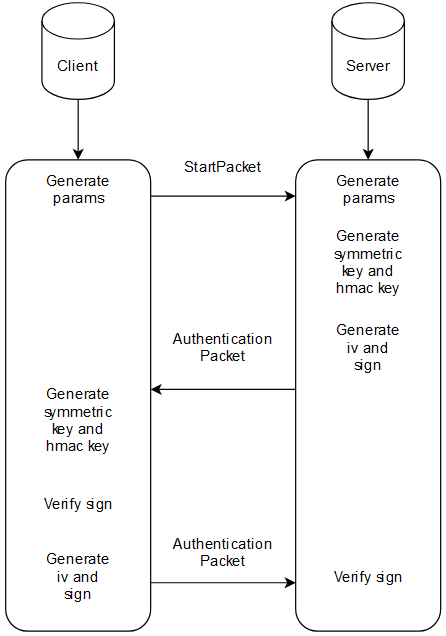 Client
Server
Generate
params
StartPacket
Generate
params
Generate
symmetric
key and
hmac key
Generate
iv and
sign
Authentication
Packet
Generate
symmetric
key and
hmac key
Verify sign
Generate
iv and
sign
Authentication
Packet
Verify sign